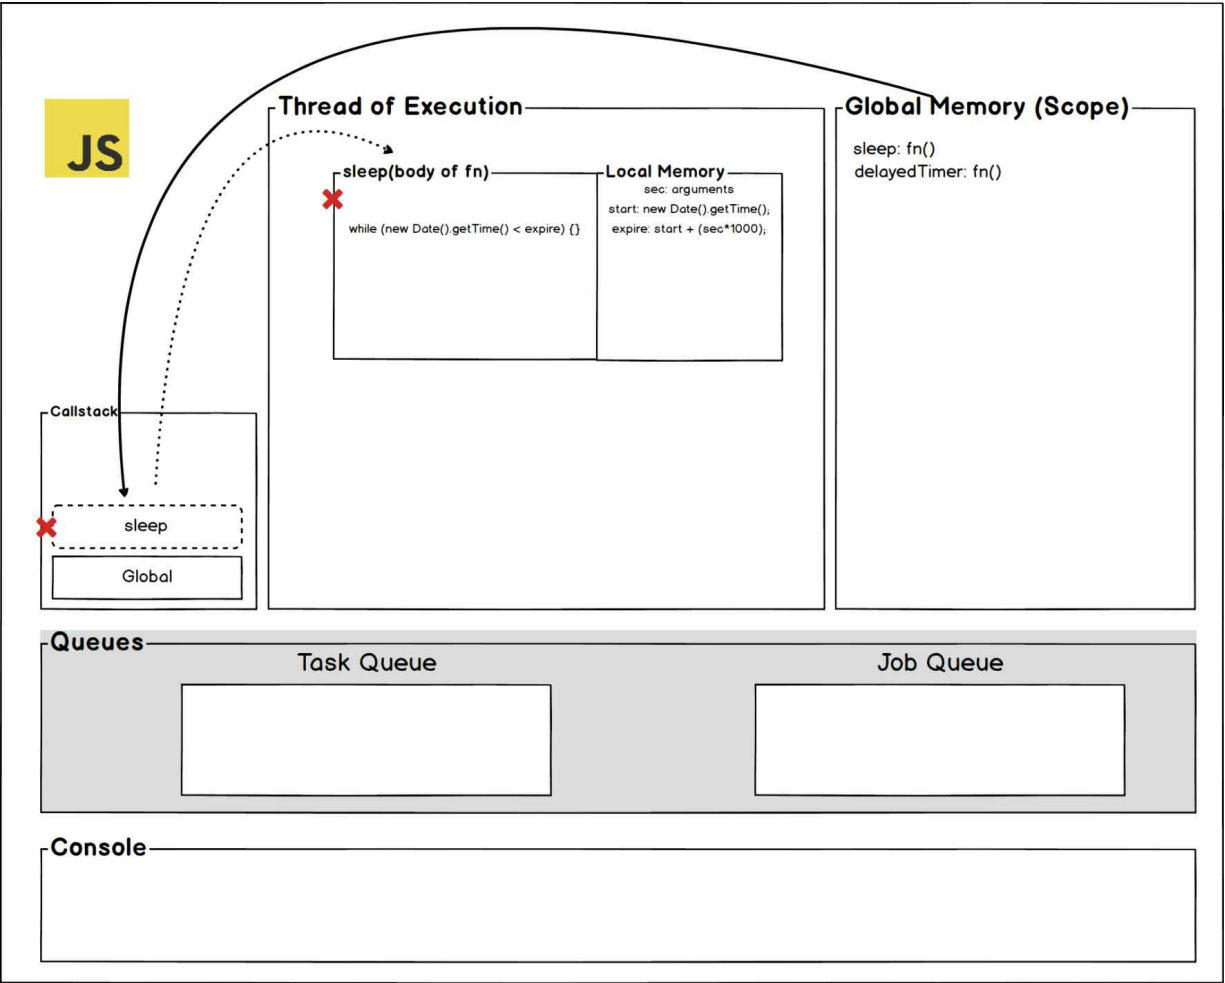 JS
Thread of Execution
sleep(body of fn)
while (new Date().getTime() < expire) {}
Local Memory
sec: arguments
start: new Date().getTime();
expire: start + (sec*1000);
Global Memory (Scope)
sleep: fn()
delayedTimer: fn()
Callstack
sleep
Global
Queues
Task Queue
Job Queue
Console